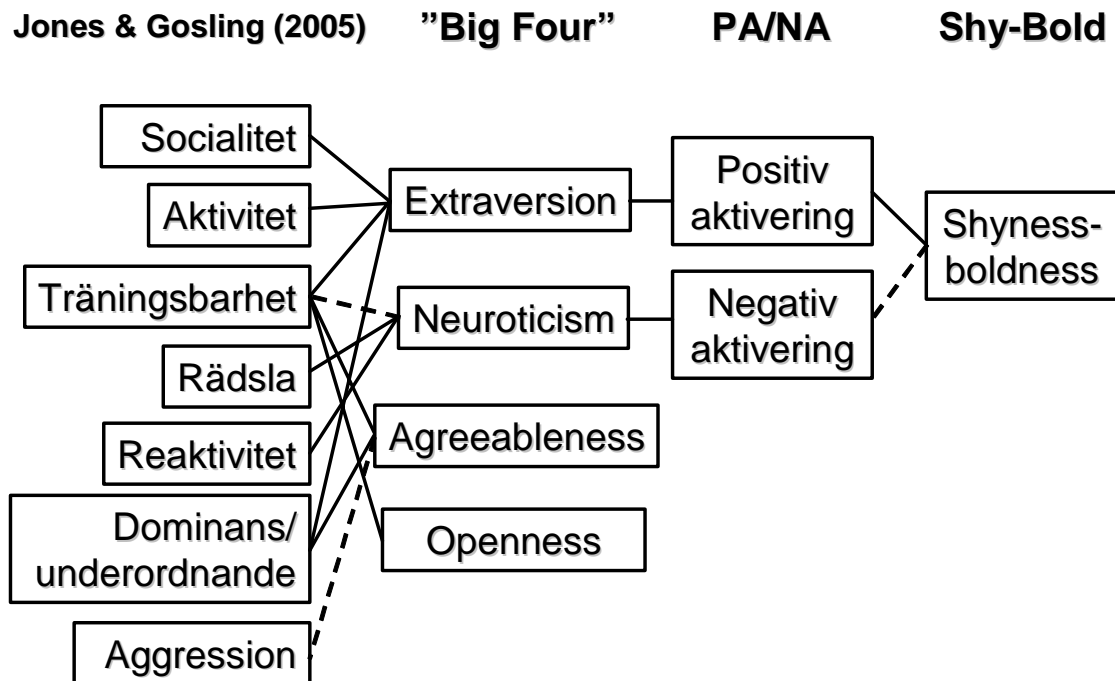 Jones & Gosling (2005)
”Big Four”
PA/NA
Shy-Bold
Socialitet
Aktivitet
Träningsbarhet
Rädsla
Reaktivitet
Dominans/
underordnande
Aggression
Extraversion
Neuroticism
Agreeableness
Openness
Positiv
aktivering
Negativ
aktivering
Shyness-
boldness